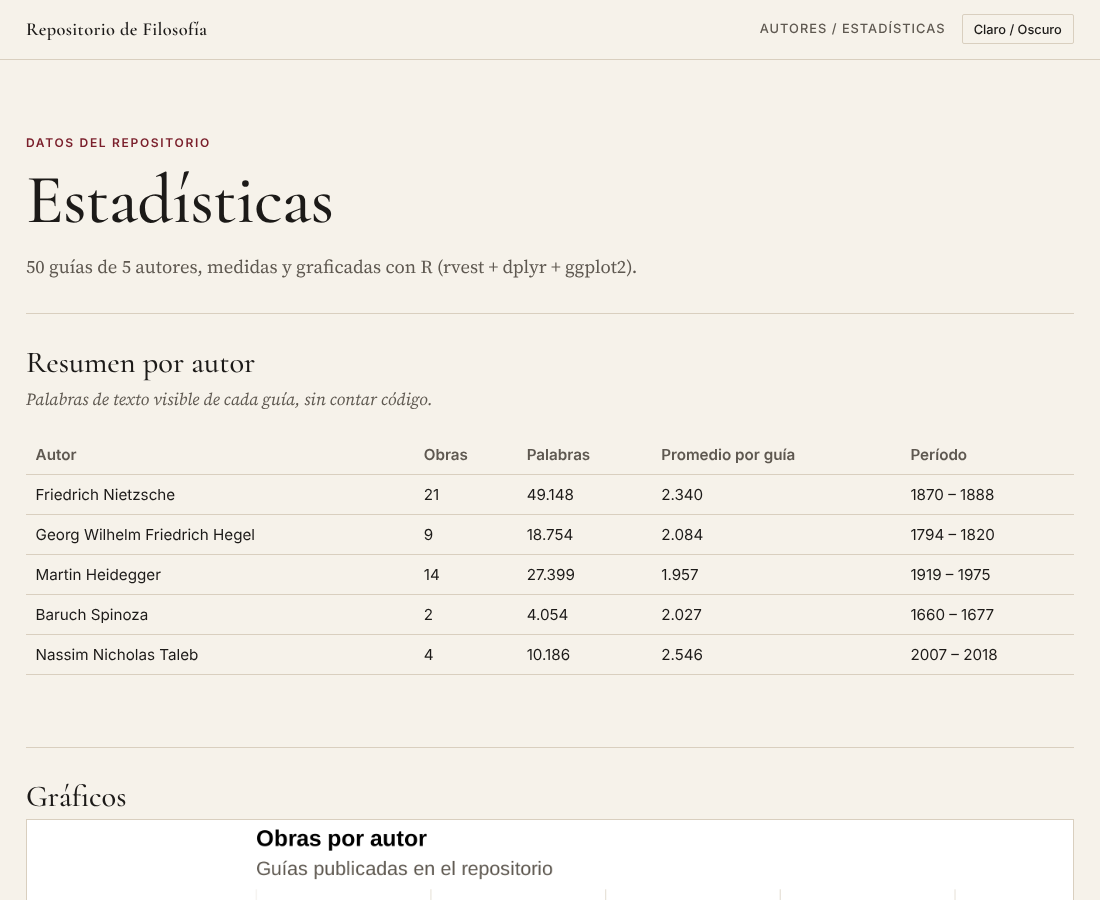 Repositorio de Filosofía
AUTORES / ESTADÍSTICAS Claro / Oscuro
DATOS DEL REPOSITORIO
Estadísticas
50 guías de 5 autores, medidas y graficadas con R (rvest + dplyr + ggplot2).
Resumen por autor
Palabras de texto visible de cada guía, sin contar código.
Autor Obras Palabras Promedio por guía Período
Friedrich Nietzsche 21 49.148 2.340 1870 – 1888
Georg Wilhelm Friedrich Hegel 9 18.754 2.084 1794 – 1820
Martin Heidegger 14 27.399 1.957 1919 – 1975
Baruch Spinoza 2 4.054 2.027 1660 – 1677
Nassim Nicholas Taleb 4 10.186 2.546 2007 – 2018
Gráficos
Obras por autor
Guías publicadas en el repositorio